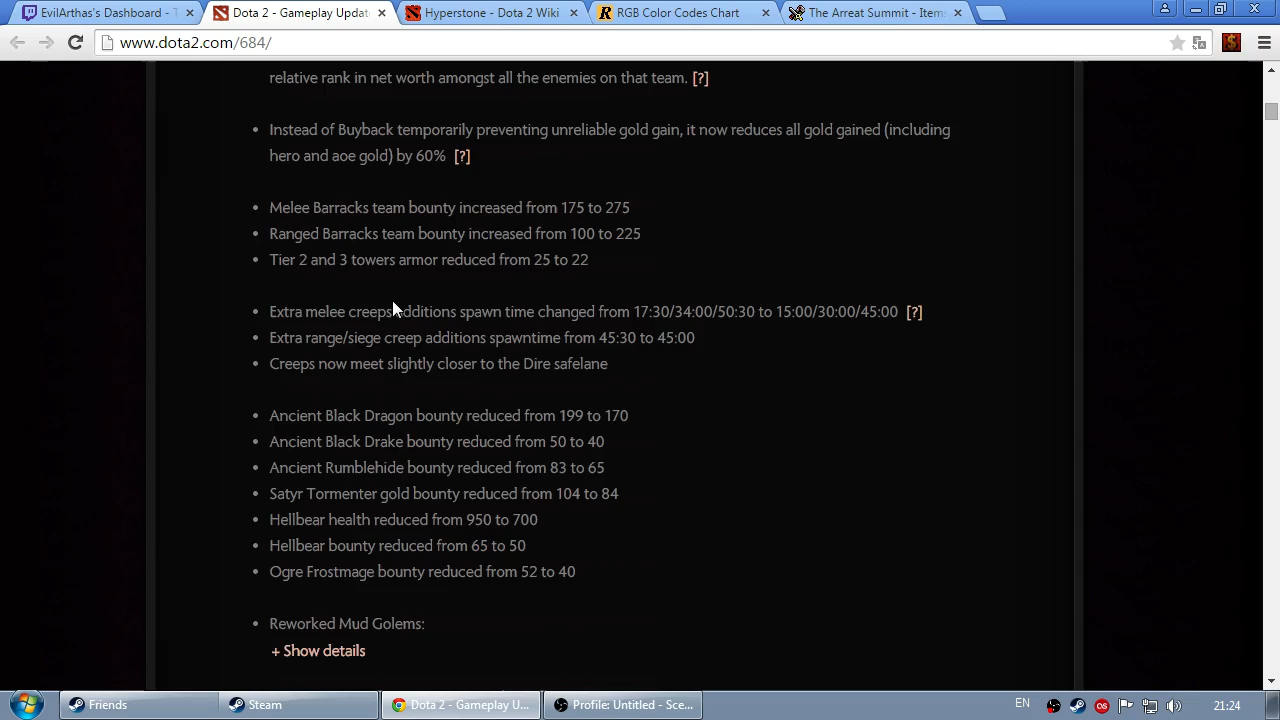 EvilArthas's Dashboard - T
Dota 2 - Gameplay Updat
Hyperstone - Dota 2 Wiki
RGB Color Codes Chart
The Arreat Summit - Items
www.dota2.com/684/
relative rank in net worth amongst all the enemies on that team. [?]
• Instead of Buyback temporarily preventing unreliable gold gain, it now reduces all gold gained (including
hero and aoe gold) by 60% [?]
• Melee Barracks team bounty increased from 175 to 275
• Ranged Barracks team bounty increased from 100 to 225
• Tier 2 and 3 towers armor reduced from 25 to 22
• Extra melee creeps additions spawn time changed from 17:30/34:00/50:30 to 15:00/30:00/45:00 [?]
• Extra range/siege creep additions spawntime from 45:30 to 45:00
• Creeps now meet slightly closer to the Dire safelane
• Ancient Black Dragon bounty reduced from 199 to 170
• Ancient Black Drake bounty reduced from 50 to 40
• Ancient Rumblehide bounty reduced from 83 to 65
• Satyr Tormenter gold bounty reduced from 104 to 84
• Hellbear health reduced from 950 to 700
• Hellbear bounty reduced from 65 to 50
• Ogre Frostmage bounty reduced from 52 to 40
• Reworked Mud Golems:
+ Show details
Friends
Steam
Dota 2 - Gameplay U...
Profile: Untitled - Sce...
EN
21:24